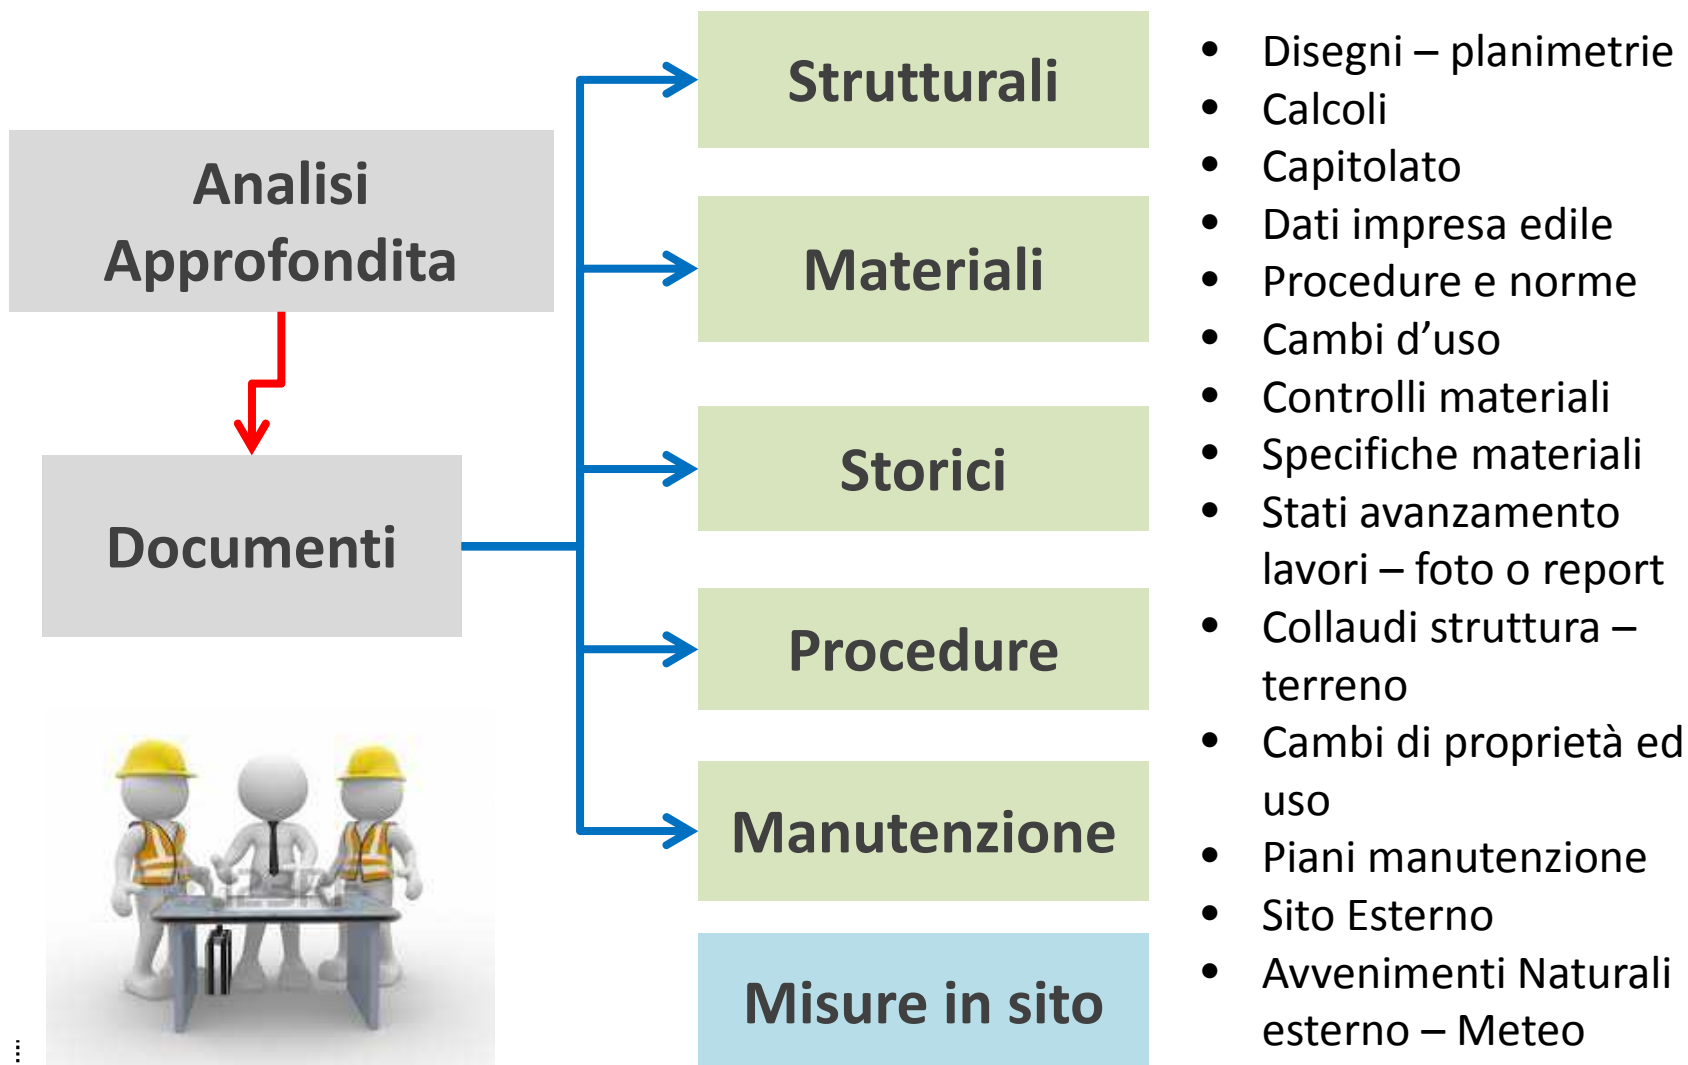 Analisi
Approfondita
Documenti
Strutturali
Materiali
Storici
Procedure
Manutenzione
Misure in sito
• Disegni – planimetrie
• Calcoli
• Capitolato
• Dati impresa edile
• Procedure e norme
• Cambi d’uso
• Controlli materiali
• Specifiche materiali
• Stati avanzamento
lavori – foto o report
• Collaudi struttura –
terreno
• Cambi di proprietà ed
uso
• Piani manutenzione
• Sito Esterno
• Avvenimenti Naturali
esterno – Meteo